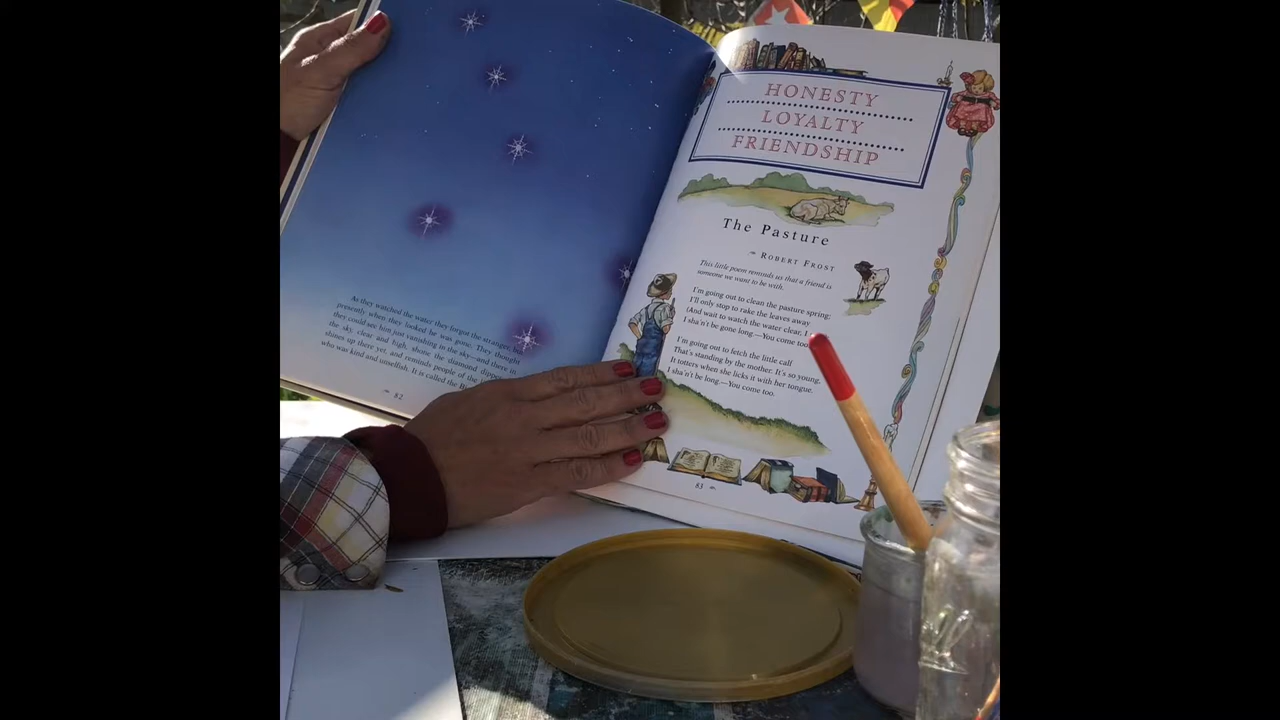 As they watched the water they forgot the stranger,
presently when they looked he was gone. They thought
they could see him just vanishing in the sky—and there in
the sky, clear and high, shone the diamond dipper.
shines up there yet, and reminds people of the
who was kind and unselfish. It is called the
82
HONESTY
LOYALTY
FRIENDSHIP
The Pasture
ROBERT FROST
This little poem reminds us that a friend is
someone we want to be with.
I'm going out to clean the pasture spring;
I'll only stop to rake the leaves away
(And wait to watch the water clear, I
I sha'n't be gone long.—You come too.
I'm going out to fetch the little calf
That's standing by the mother. It's so young,
It totters when she licks it with her tongue.
I sha'n't be long.—You come too.
83